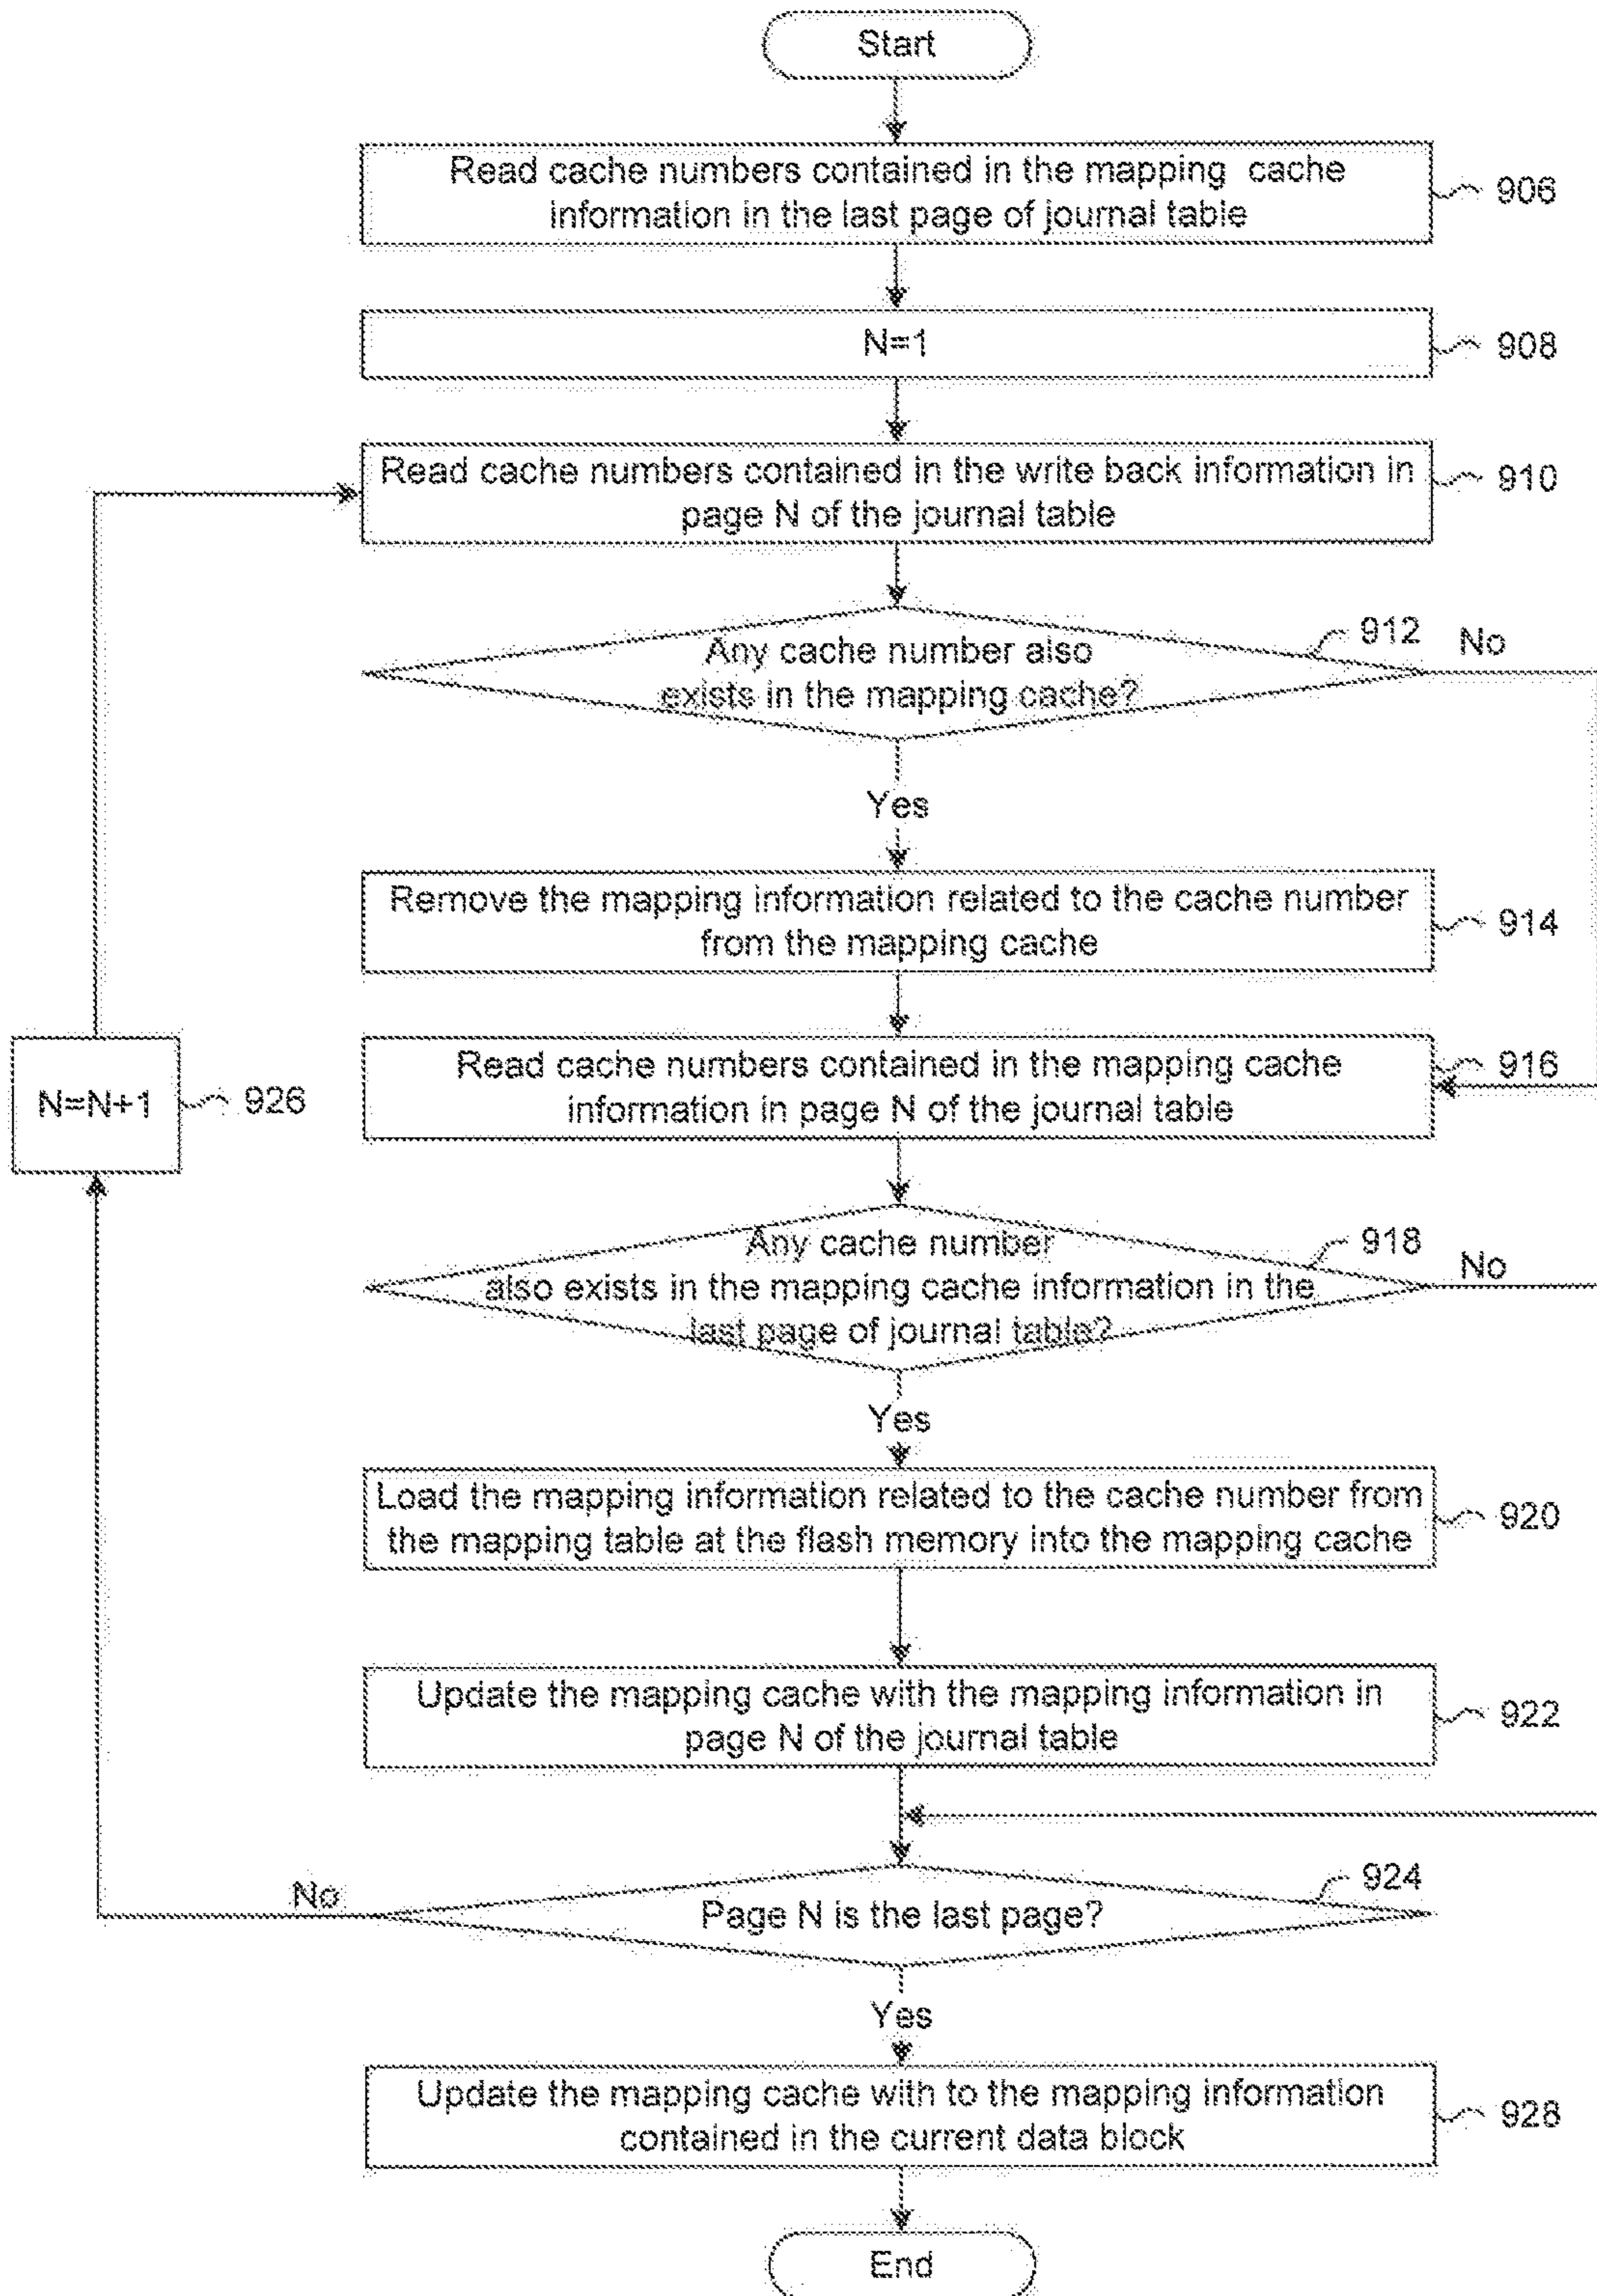 Start
Read cache numbers contained in the mapping cache
information in the last page of journal table
906
N=1
908
Read cache numbers contained in the write back information in
page N of the journal table
910
Any cache number also
exists in the mapping cache?
912
No
Yes
Remove the mapping information related to the cache number
from the mapping cache
914
Read cache numbers contained in the mapping cache
information in page N of the journal table
916
N=N+1
926
Any cache number
also exists in the mapping cache information in the
last page of journal table?
918
No
Yes
Load the mapping information related to the cache number from
the mapping table at the flash memory into the mapping cache
920
Update the mapping cache with the mapping information in
page N of the journal table
922
No
Page N is the last page?
924
Yes
Update the mapping cache with to the mapping information
contained in the current data block
928
End